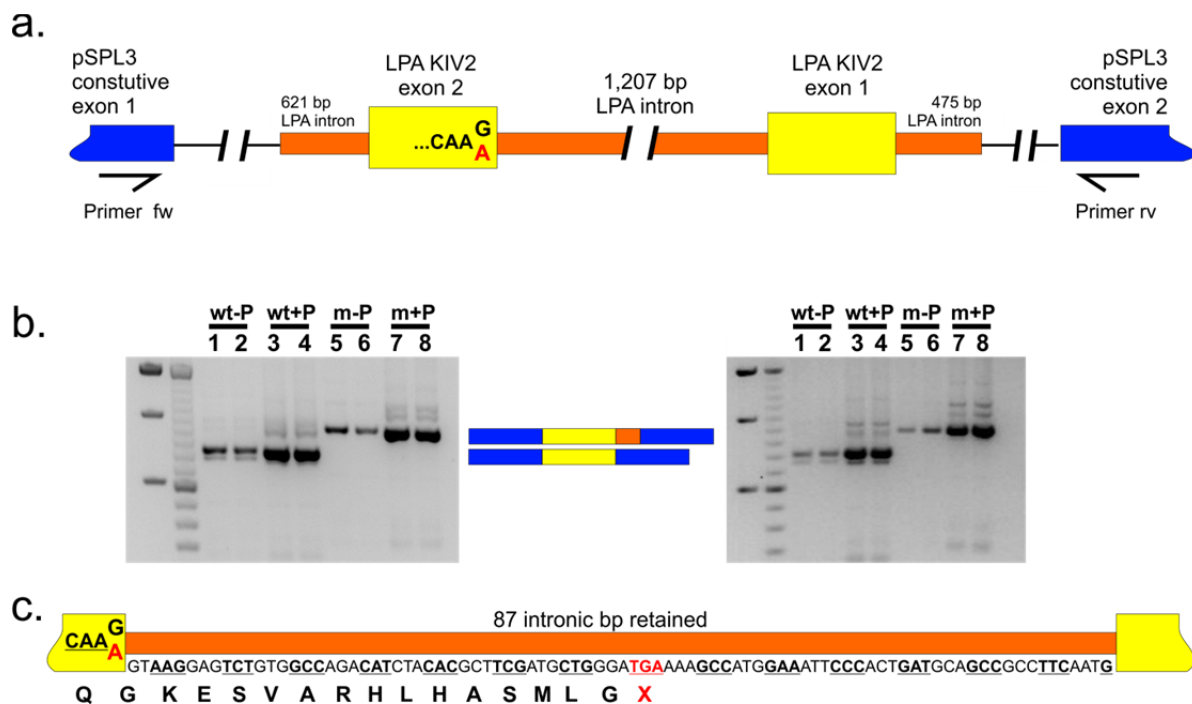 a.
pSPL3
constutive
exon 1
LPA KIV2
exon 2
1,207 bp
LPA intron
LPA KIV2
exon 1
pSPL3
constutive
exon 2
621 bp
LPA intron
475 bp
LPA intron
...CAA G
A
Primer fw
Primer rv
b.
wt-P wt+P m-P m+P
1 2 3 4 5 6 7 8
wt-P wt+P m-P m+P
1 2 3 4 5 6 7 8
c.
87 intronic bp retained
CAA G
A
GTAAGGAGTCTGTGGCCAGACATCTACACGCTTCGATGCTGGGATGAAAAGCCATGGAAATTCCCACTGATGCAGCCGCCTTCAATG
Q G K E S V A R H L H A S M L G X